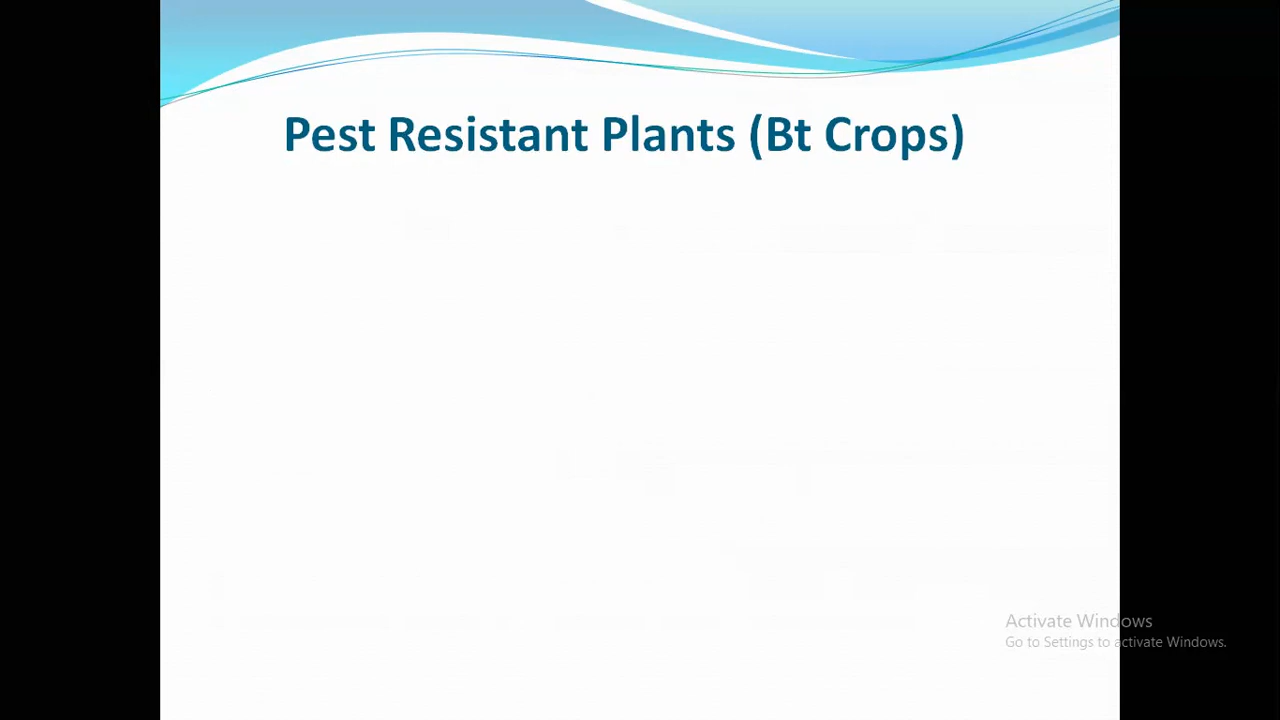 Pest Resistant Plants (Bt Crops)
Activate Windows
Go to Settings to activate Windows.